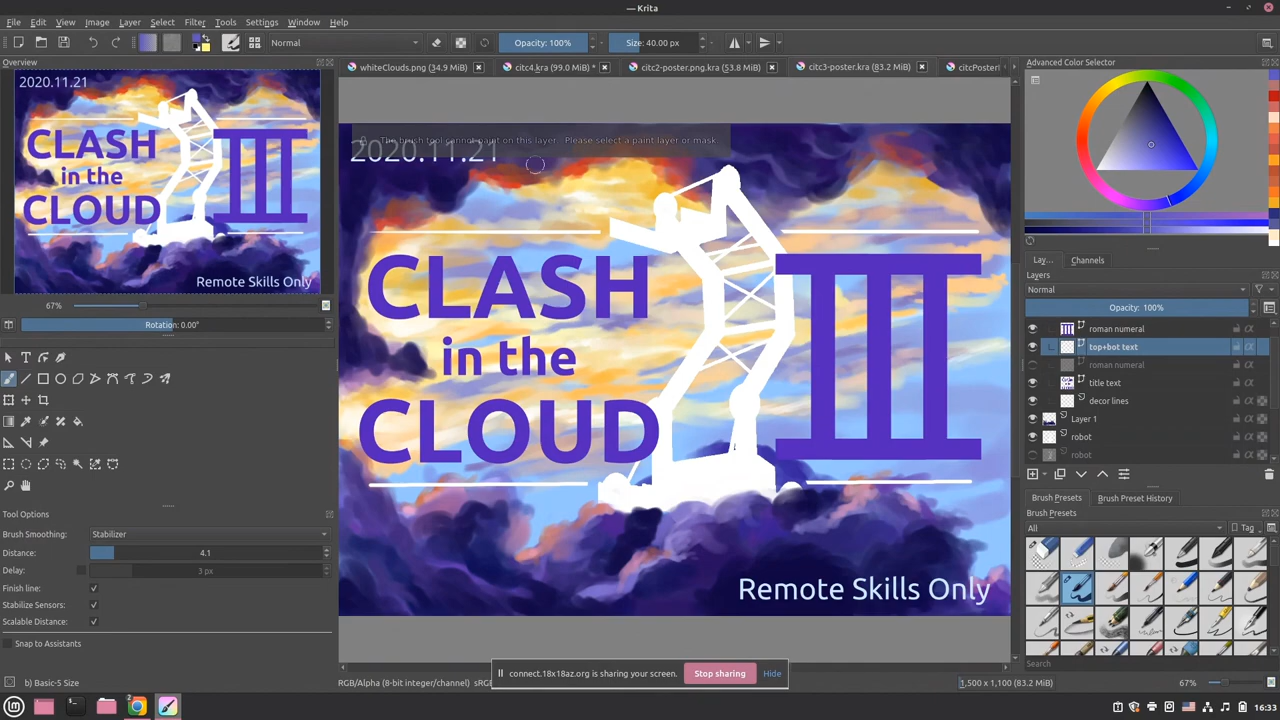 — Krita
File Edit View Image Layer Select Filter Tools Settings Window Help
Normal Opacity: 100% Size: 40.00 px
Overview
whiteClouds.png (34.9 MiB) citc4.kra (99.0 MiB) * citc2-poster.png.kra (53.8 MiB) citc3-poster.kra (83.2 MiB) citcPoster
2020.11.21
CLASH
in the
CLOUD
III
Remote Skills Only
67%
Rotation: 0.00°
Tool Options
Brush Smoothing: Stabilizer
Distance: 4.1
Delay: 3 px
Finish line:
Stabilize Sensors:
Scalable Distance:
Snap to Assistants
b) Basic-5 Size
The brush tool cannot paint on this layer. Please select a paint layer or mask
2020.11.21
CLASH
in the
CLOUD
III
Remote Skills Only
connect.18x18az.org is sharing your screen. Stop sharing Hide
RGB/Alpha (8-bit integer/channel) sRG
1,500 x 1,100 (83.2 MiB) 67%
Advanced Color Selector
Lay... Channels
Layers
Normal
Opacity: 100%
roman numeral
top+bot text
roman numeral
title text
decor lines
Layer 1
robot
robot
Brush Presets Brush Preset History
Brush Presets
All Tag
Search
2
16:33